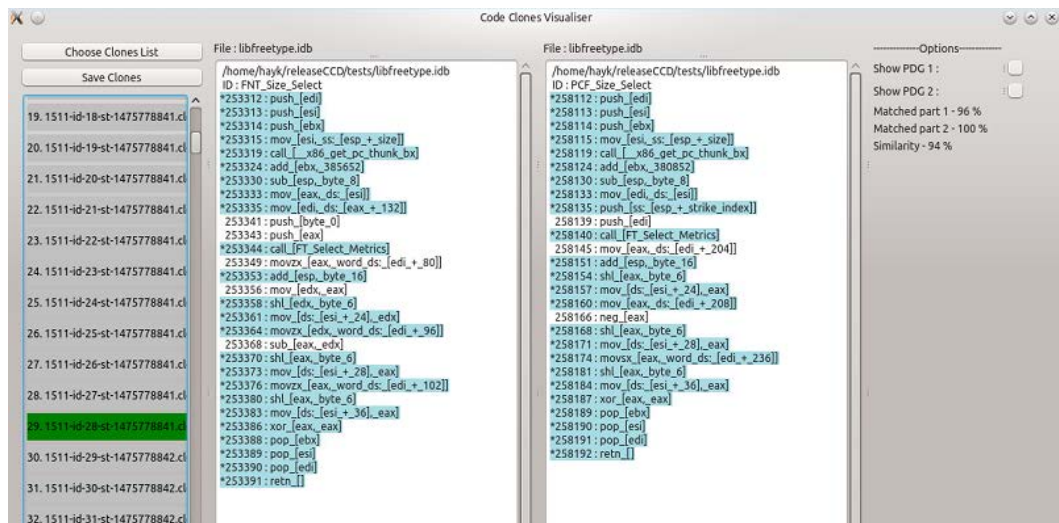 Code Clones Visualiser
Choose Clones List
Save Clones
19. 1511-id-18-st-1475778841.cl
20. 1511-id-19-st-1475778841.cl
21. 1511-id-20-st-1475778841.cl
22. 1511-id-21-st-1475778841.cl
23. 1511-id-22-st-1475778841.cl
24. 1511-id-23-st-1475778841.cl
25. 1511-id-24-st-1475778841.cl
26. 1511-id-25-st-1475778841.cl
27. 1511-id-26-st-1475778841.cl
28. 1511-id-27-st-1475778841.cl
29. 1511-id-28-st-1475778841.cl
30. 1511-id-29-st-1475778842.cl
31. 1511-id-30-st-1475778842.cl
32. 1511-id-31-st-1475778842.cl
File : libfreetype.idb
/home/hayk/releaseCCD/tests/libfreetype.idb
ID : FNT_Size_Select
*253312 : push_[edi]
*253313 : push_[esi]
*253314 : push_[ebx]
*253315 : mov_[esi,_ss:_[esp_+_size]]
*253319 : call_[__x86_get_pc_thunk_bx]
*253324 : add_[ebx,_385652]
*253330 : sub_[esp,_byte_8]
*253333 : mov_[eax,_ds:_[esi]]
*253335 : mov_[edi,_ds:_[eax_+_132]]
253341 : push_[byte_0]
253343 : push_[eax]
*253344 : call_[FT_Select_Metrics]
253349 : movzx_[eax,_word_ds:_[edi_+_80]]
*253353 : add_[esp,_byte_16]
253356 : mov_[edx,_eax]
*253358 : shl_[edx,_byte_6]
*253361 : mov_[ds:_[esi_+_24],_edx]
*253364 : movzx_[edx,_word_ds:_[edi_+_96]]
253368 : sub_[eax,_edx]
*253370 : shl_[eax,_byte_6]
*253373 : mov_[ds:_[esi_+_28],_eax]
*253376 : movzx_[eax,_word_ds:_[edi_+_102]]
*253380 : shl_[eax,_byte_6]
*253383 : mov_[ds:_[esi_+_36],_eax]
*253386 : xor_[eax,_eax]
*253388 : pop_[ebx]
*253389 : pop_[esi]
*253390 : pop_[edi]
*253391 : retn_[]
File : libfreetype.idb
/home/hayk/releaseCCD/tests/libfreetype.idb
ID : PCF_Size_Select
*258112 : push_[edi]
*258113 : push_[esi]
*258114 : push_[ebx]
*258115 : mov_[esi,_ss:_[esp_+_size]]
*258119 : call_[__x86_get_pc_thunk_bx]
*258124 : add_[ebx,_380852]
*258130 : sub_[esp,_byte_8]
*258133 : mov_[edi,_ds:_[esi]]
*258135 : push_[ss:_[esp_+_strike_index]]
258139 : push_[edi]
*258140 : call_[FT_Select_Metrics]
258145 : mov_[eax,_ds:_[edi_+_204]]
*258151 : add_[esp,_byte_16]
*258154 : shl_[eax,_byte_6]
*258157 : mov_[ds:_[esi_+_24],_eax]
*258160 : mov_[eax,_ds:_[edi_+_208]]
258166 : neg_[eax]
*258168 : shl_[eax,_byte_6]
*258171 : mov_[ds:_[esi_+_28],_eax]
*258174 : movsx_[eax,_word_ds:_[edi_+_236]]
*258181 : shl_[eax,_byte_6]
*258184 : mov_[ds:_[esi_+_36],_eax]
*258187 : xor_[eax,_eax]
*258189 : pop_[ebx]
*258190 : pop_[esi]
*258191 : pop_[edi]
*258192 : retn_[]
-------------Options------------
Show PDG 1 :
Show PDG 2 :
Matched part 1 - 96 %
Matched part 2 - 100 %
Similarity - 94 %